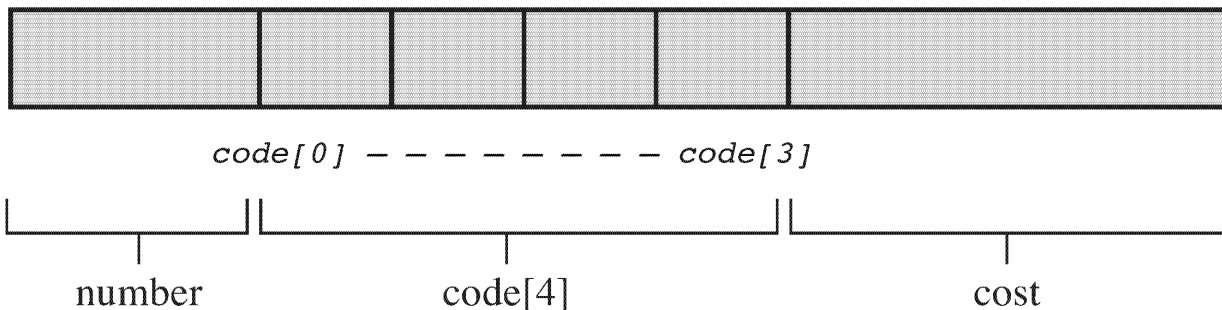 code[0] – – – – – – – – code[3]
number code[4] cost